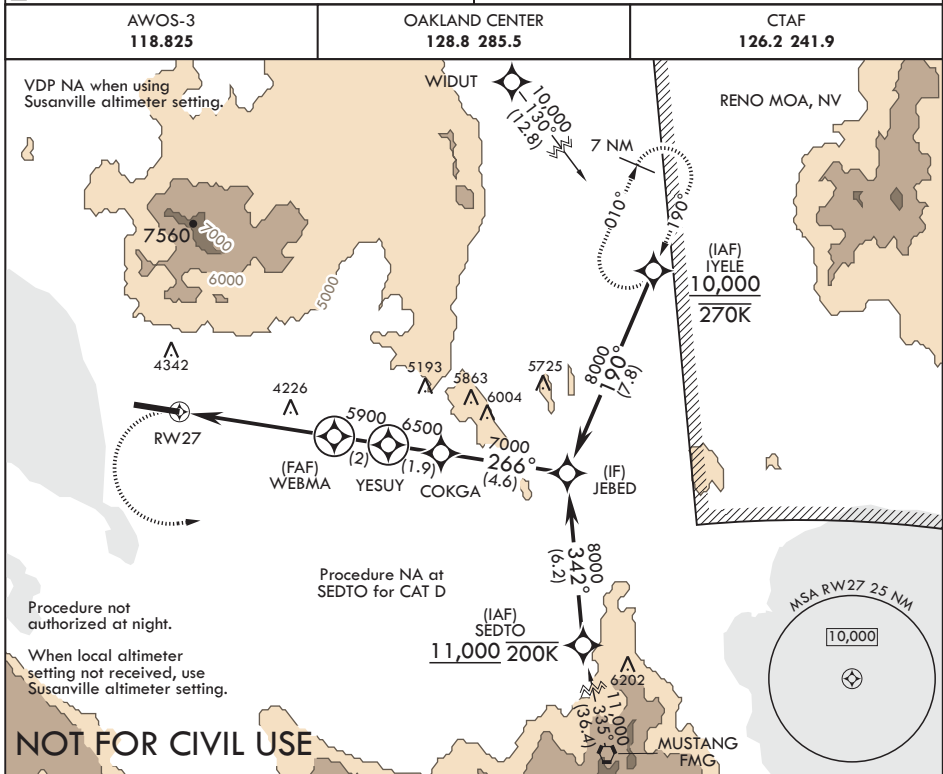 AWOS-3
118.825
OAKLAND CENTER
128.8 285.5
CTAF
126.2 241.9
VDP NA when using
Susanville altimeter setting.
WIDUT
10,000
130°
(12.8)
7 NM
RENO MOA, NV
010°
190°
7560
7000
6000
5000
(IAF)
IYELE
10,000
270K
8000
190°
(7.8)
4342
4226
5193
5863
6004
5725
RW27
5900
6500
7000
266°
(4.6)
(2)
(1.9)
(FAF)
WEBMA
YESUY
COKGA
(IF)
JEBED
8000
342°
(6.2)
Procedure NA at
SEDTO for CAT D
(IAF)
SEDTO
11,000 200K
Procedure not
authorized at night.
When local altimeter
setting not received, use
Susanville altimeter setting.
MSA RW27 25 NM
10,000
6202
11,000
335°
(36.4)
MUSTANG
FMG
NOT FOR CIVIL USE